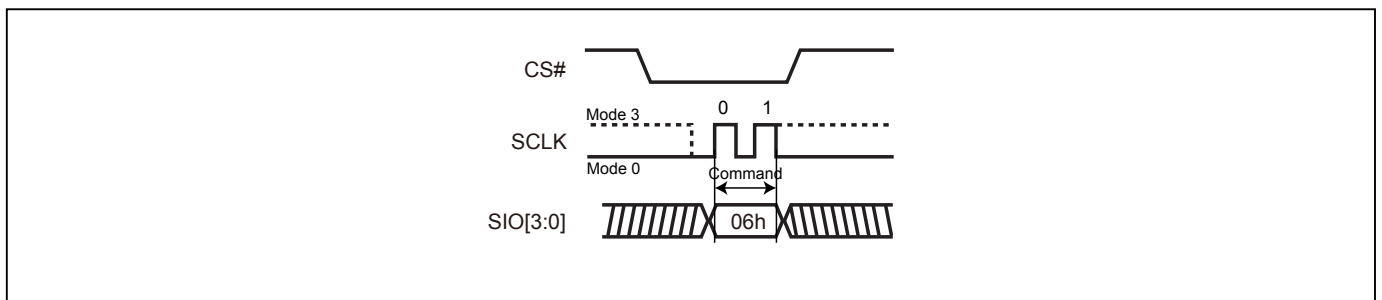 CS#
0 1
Mode 3
SCLK
Mode 0
Command
SIO[3:0]
06h